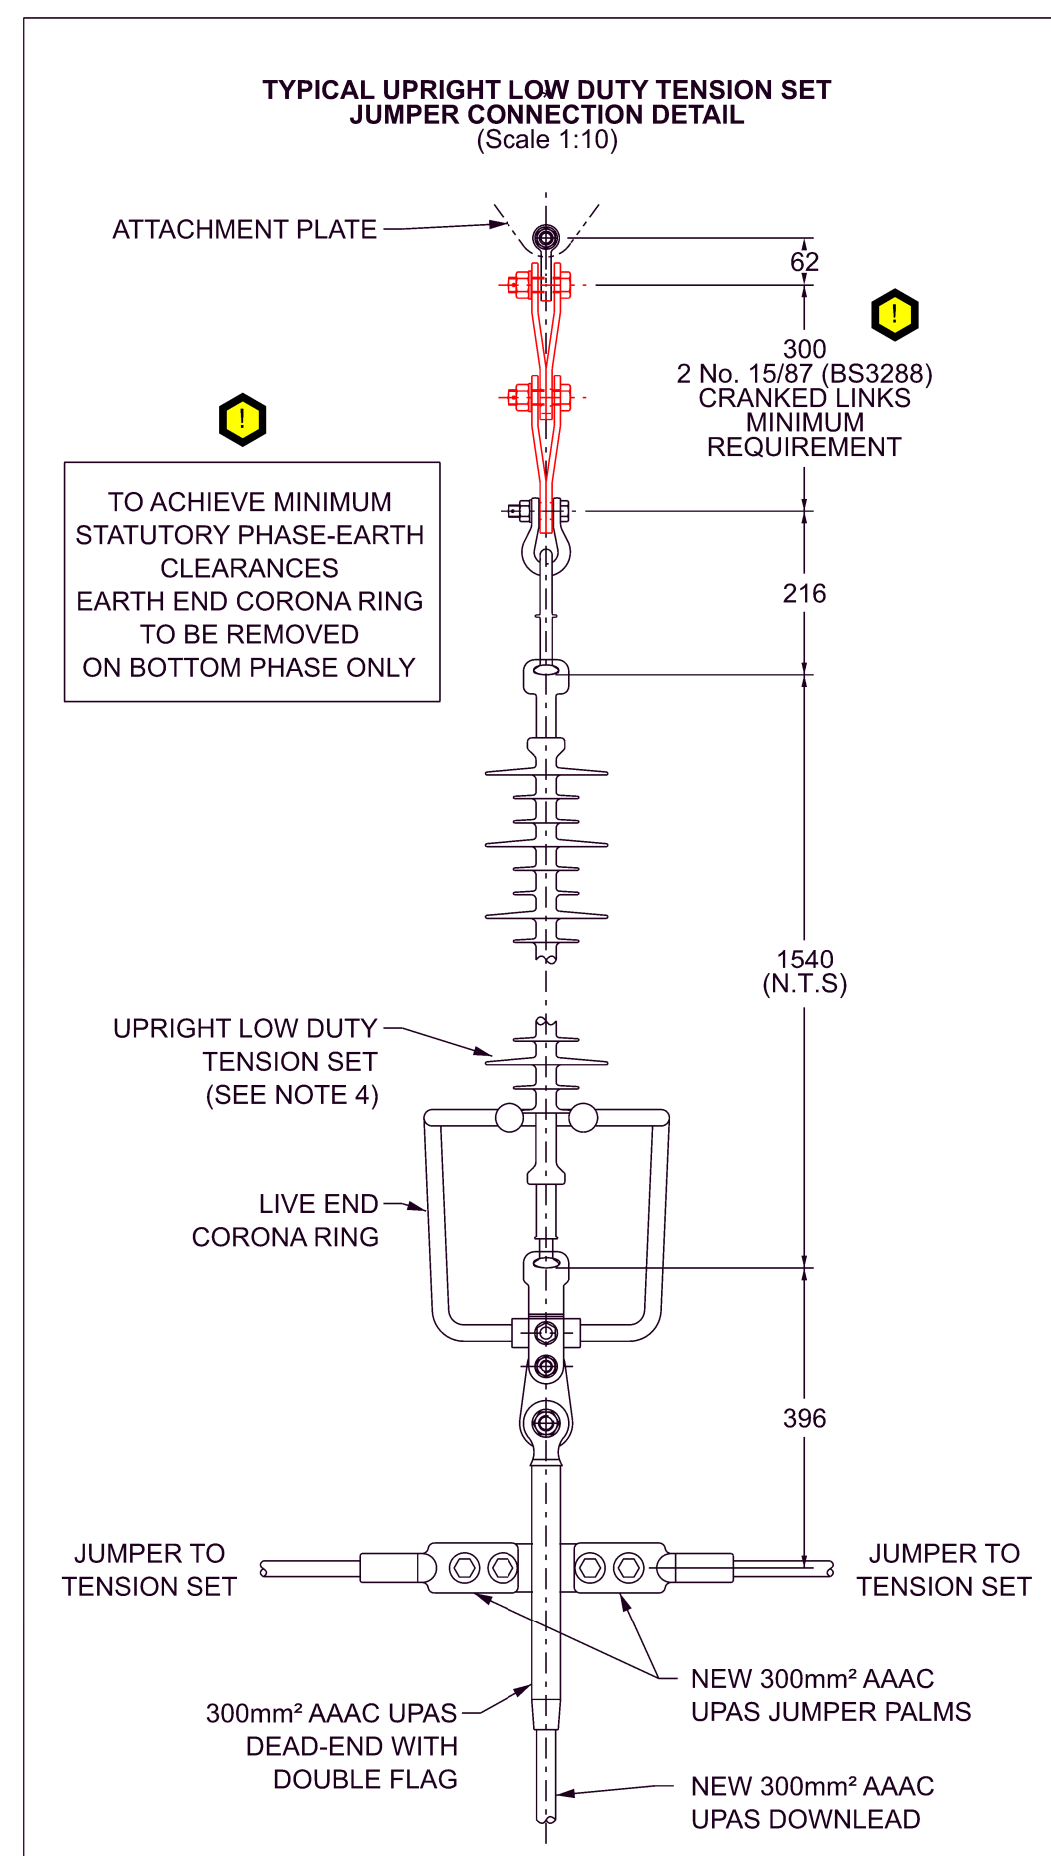 TYPICAL UPRIGHT LOW DUTY TENSION SET
JUMPER CONNECTION DETAIL
(Scale 1:10)
ATTACHMENT PLATE
62
!
300
2 No. 15/87 (BS3288)
CRANKED LINKS
MINIMUM
REQUIREMENT
!
TO ACHIEVE MINIMUM
STATUTORY PHASE-EARTH
CLEARANCES
EARTH END CORONA RING
TO BE REMOVED
ON BOTTOM PHASE ONLY
216
1540
(N.T.S)
UPRIGHT LOW DUTY
TENSION SET
(SEE NOTE 4)
LIVE END
CORONA RING
396
JUMPER TO
TENSION SET
JUMPER TO
TENSION SET
NEW 300mm² AAAC
UPAS JUMPER PALMS
300mm² AAAC UPAS
DEAD-END WITH
DOUBLE FLAG
NEW 300mm² AAAC
UPAS DOWNLEAD